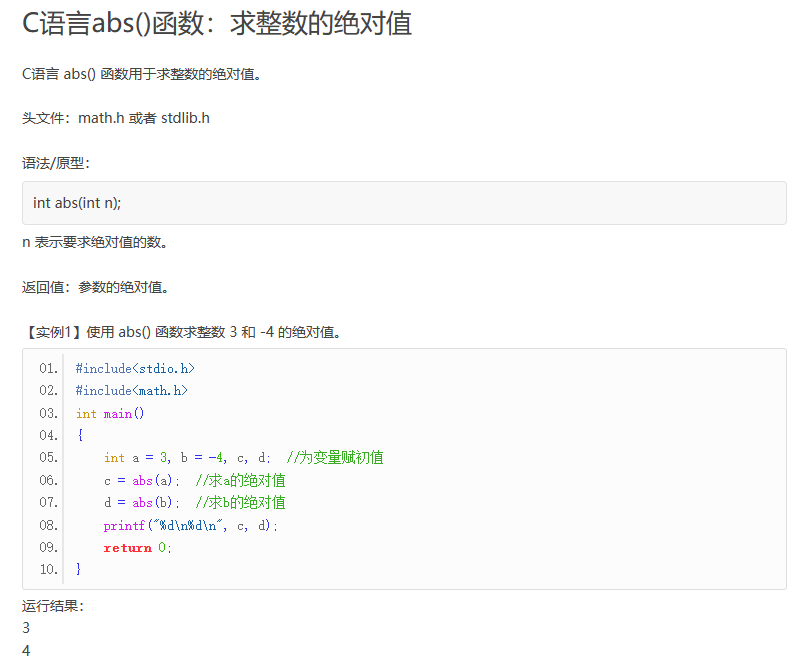 C语言abs()函数：求整数的绝对值
C语言 abs() 函数用于求整数的绝对值。
头文件：math.h 或者 stdlib.h
语法/原型：
int abs(int n);
n 表示要求绝对值的数。
返回值：参数的绝对值。
【实例1】使用 abs() 函数求整数 3 和 -4 的绝对值。
01. #include<stdio.h>
02. #include<math.h>
03. int main()
04. {
05. int a = 3, b = -4, c, d; //为变量赋初值
06. c = abs(a); //求a的绝对值
07. d = abs(b); //求b的绝对值
08. printf("%d\n%d\n", c, d);
09. return 0;
10. }
运行结果：
3
4